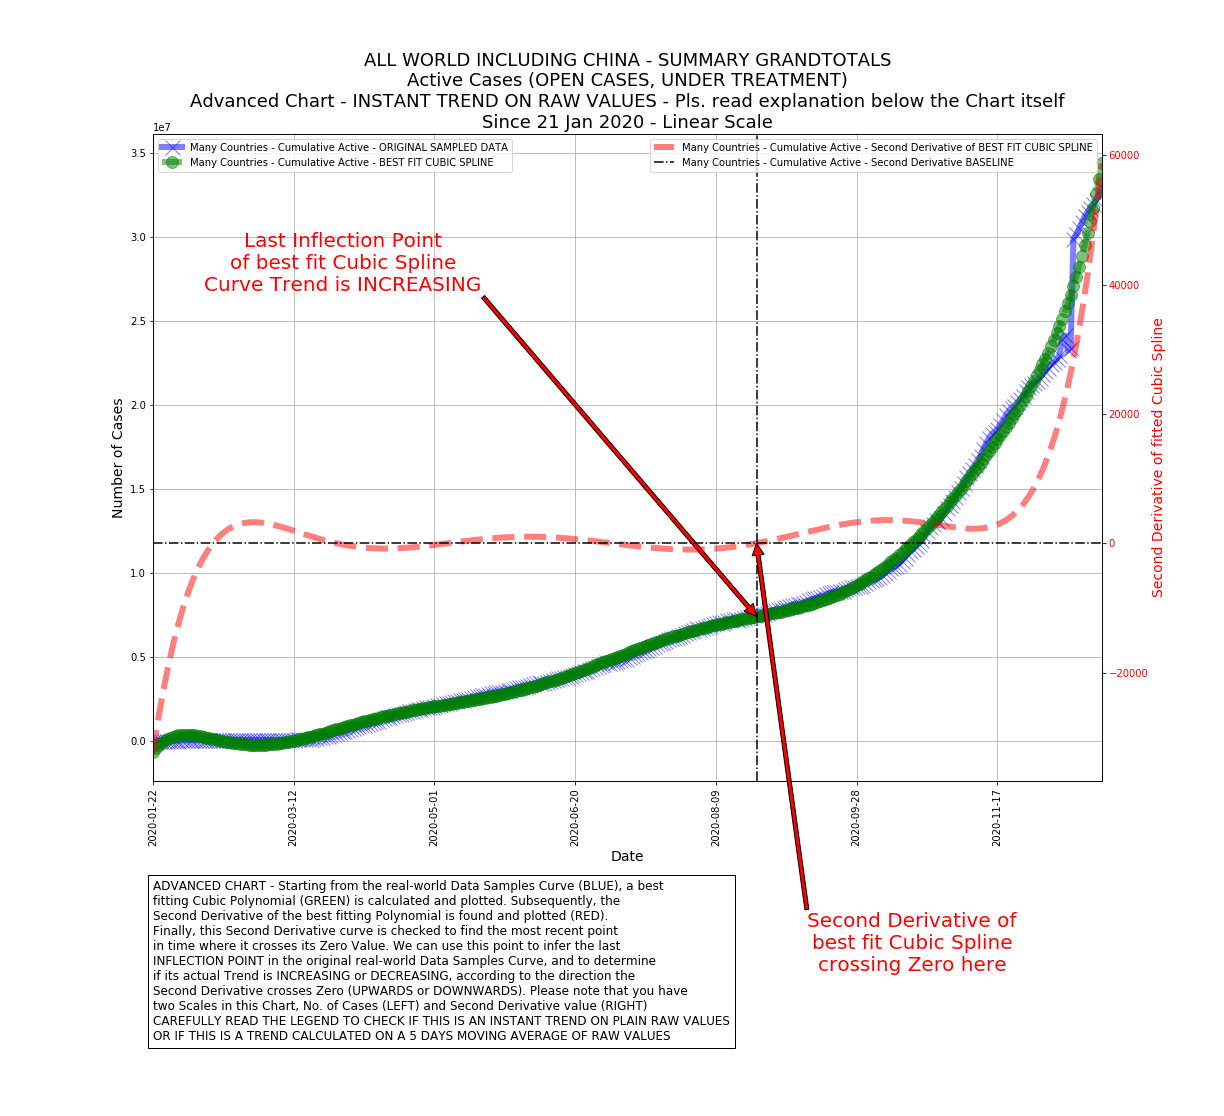 ALL WORLD INCLUDING CHINA - SUMMARY GRANDTOTALS
Active Cases (OPEN CASES, UNDER TREATMENT)
Advanced Chart - INSTANT TREND ON RAW VALUES - Pls. read explanation below the Chart itself
Since 21 Jan 2020 - Linear Scale
1e7
Many Countries - Cumulative Active - ORIGINAL SAMPLED DATA
Many Countries - Cumulative Active - BEST FIT CUBIC SPLINE
Many Countries - Cumulative Active - Second Derivative of BEST FIT CUBIC SPLINE
Many Countries - Cumulative Active - Second Derivative BASELINE
Last Inflection Point
of best fit Cubic Spline
Curve Trend is INCREASING
Number of Cases
3.5
3.0
2.5
2.0
1.5
1.0
0.5
0.0
60000
40000
20000
0
−20000
Second Derivative of fitted Cubic Spline
2020-01-22
2020-03-12
2020-05-01
2020-06-20
2020-08-09
2020-09-28
2020-11-17
Date
Second Derivative of
best fit Cubic Spline
crossing Zero here
ADVANCED CHART - Starting from the real-world Data Samples Curve (BLUE), a best
fitting Cubic Polynomial (GREEN) is calculated and plotted. Subsequently, the
Second Derivative of the best fitting Polynomial is found and plotted (RED).
Finally, this Second Derivative curve is checked to find the most recent point
in time where it crosses its Zero Value. We can use this point to infer the last
INFLECTION POINT in the original real-world Data Samples Curve, and to determine
if its actual Trend is INCREASING or DECREASING, according to the direction the
Second Derivative crosses Zero (UPWARDS or DOWNWARDS). Please note that you have
two Scales in this Chart, No. of Cases (LEFT) and Second Derivative value (RIGHT)
CAREFULLY READ THE LEGEND TO CHECK IF THIS IS AN INSTANT TREND ON PLAIN RAW VALUES
OR IF THIS IS A TREND CALCULATED ON A 5 DAYS MOVING AVERAGE OF RAW VALUES